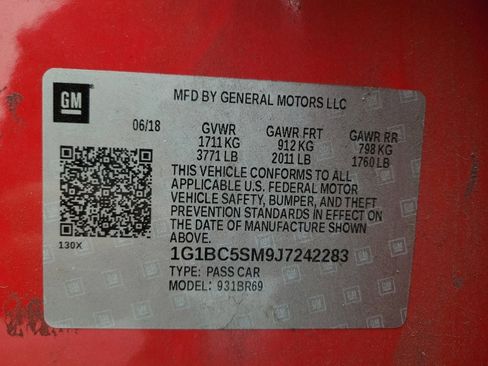 GM
MFD BY GENERAL MOTORS LLC
06/18 GVWR GAWR FRT GAWR RR
1711 KG 912 KG 798 KG
3771 LB 2011 LB 1760 LB
THIS VEHICLE CONFORMS TO ALL
APPLICABLE U.S. FEDERAL MOTOR
VEHICLE SAFETY, BUMPER, AND THEFT
PREVENTION STANDARDS IN EFFECT ON
THE DATE OF MANUFACTURE SHOWN
ABOVE.
130X
1G1BC5SM9J7242283
TYPE: PASS CAR
MODEL: 931BR69